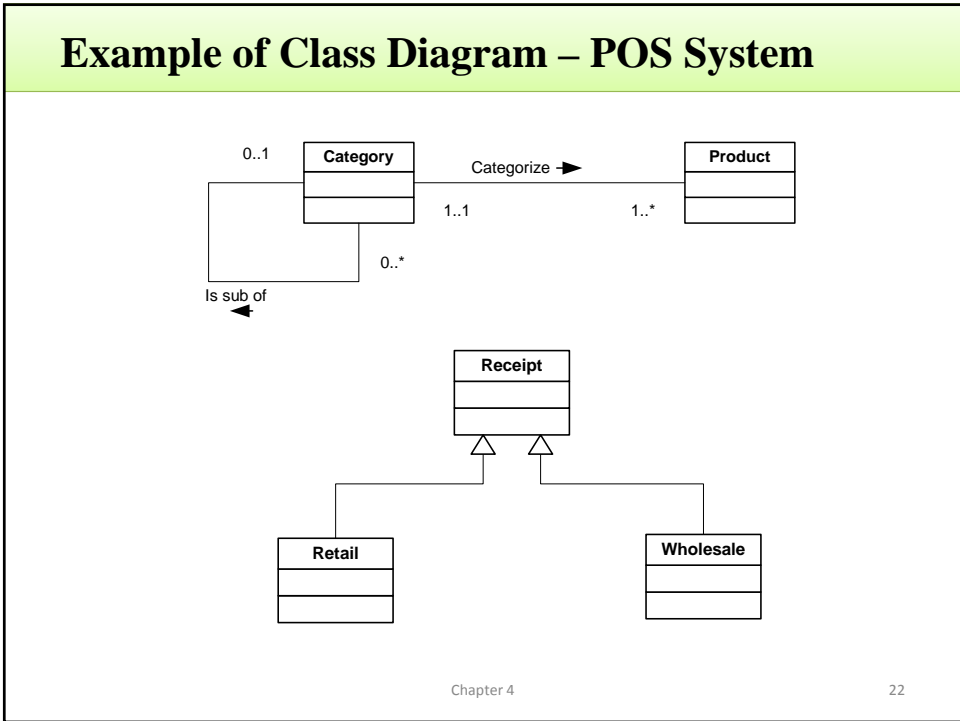 Example of Class Diagram – POS System
0..1
Category
Categorize
Product
1..1
1..*
0..*
Is sub of
Receipt
Retail
Wholesale
Chapter 4
22